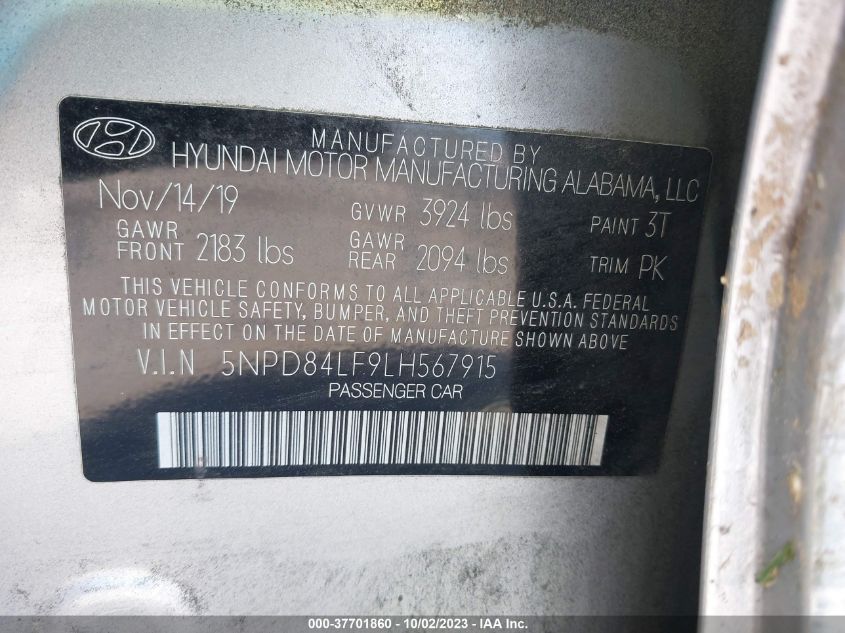 MANUFACTURED BY
HYUNDAI MOTOR MANUFACTURING ALABAMA, LLC
Nov/14/19 GVWR 3924 lbs PAINT 3T
GAWR FRONT 2183 lbs GAWR REAR 2094 lbs TRIM PK
THIS VEHICLE CONFORMS TO ALL APPLICABLE U.S.A. FEDERAL
MOTOR VEHICLE SAFETY, BUMPER, AND THEFT PREVENTION STANDARDS
IN EFFECT ON THE DATE OF MANUFACTURE SHOWN ABOVE.
V.I.N 5NPD84LF9LH567915
PASSENGER CAR
000-37701860 - 10/02/2023 - IAA Inc.